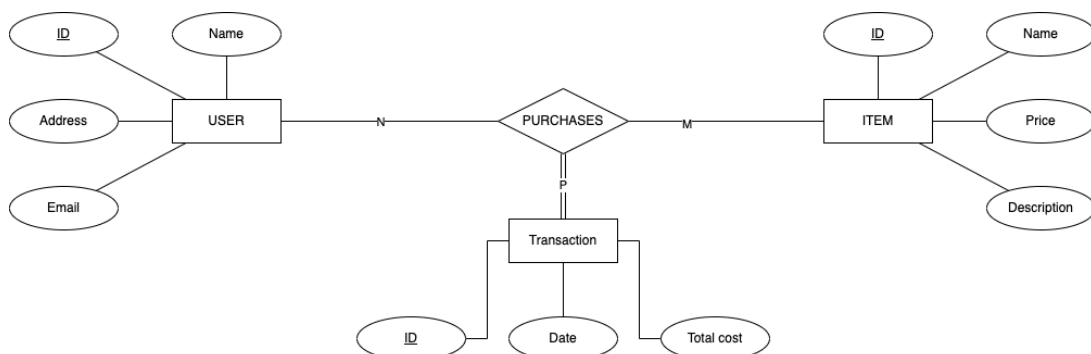 ID
Name
ID
Name
Address
USER
N
PURCHASES
M
ITEM
Price
P
Email
Description
Transaction
ID
Date
Total cost